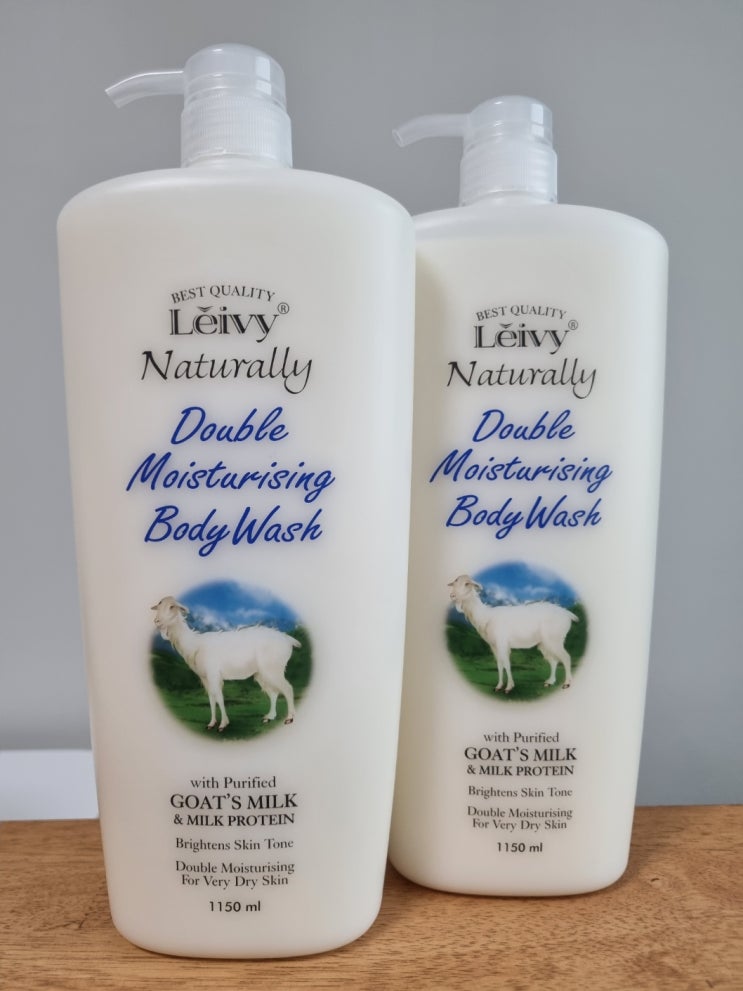 BEST QUALITY
Lěivy®
Naturally
Double
Moisturising
Body Wash
with Purified
GOAT'S MILK
& MILK PROTEIN
Brightens Skin Tone
Double Moisturising
For Very Dry Skin
1150 ml
BEST QUALITY
Lěivy®
Naturally
Double
Moisturising
Body Wash
with Purified
GOAT'S MILK
& MILK PROTEIN
Brightens Skin Tone
Double Moisturising
For Very Dry Skin
1150 ml